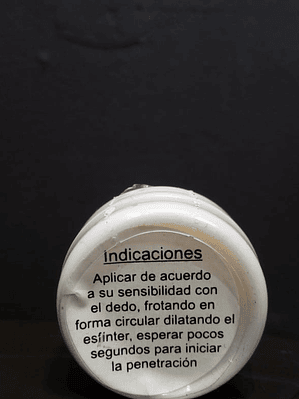 Indicaciones
Aplicar de acuerdo
a su sensibilidad con
el dedo, frotando en
forma circular dilatando el
esfínter, esperar pocos
segundos para iniciar
la penetración